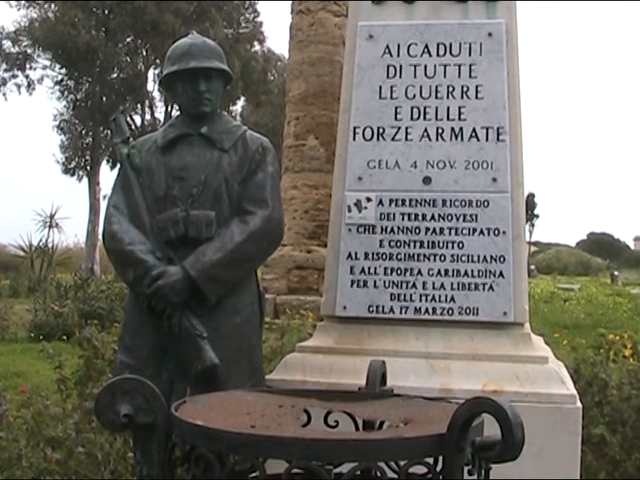 AI CADUTI
DI TUTTE
LE GUERRE
E DELLE
FORZE ARMATE
GELA 4 NOV. 2001
A PERENNE RICORDO
DEI TERRANOVESI
CHE HANNO PARTECIPATO
E CONTRIBUITO
AL RISORGIMENTO SICILIANO
E ALL'EPOPEA GARIBALDINA
PER L'UNITÀ E LA LIBERTÀ
DELL'ITALIA
GELA 17 MARZO 2011